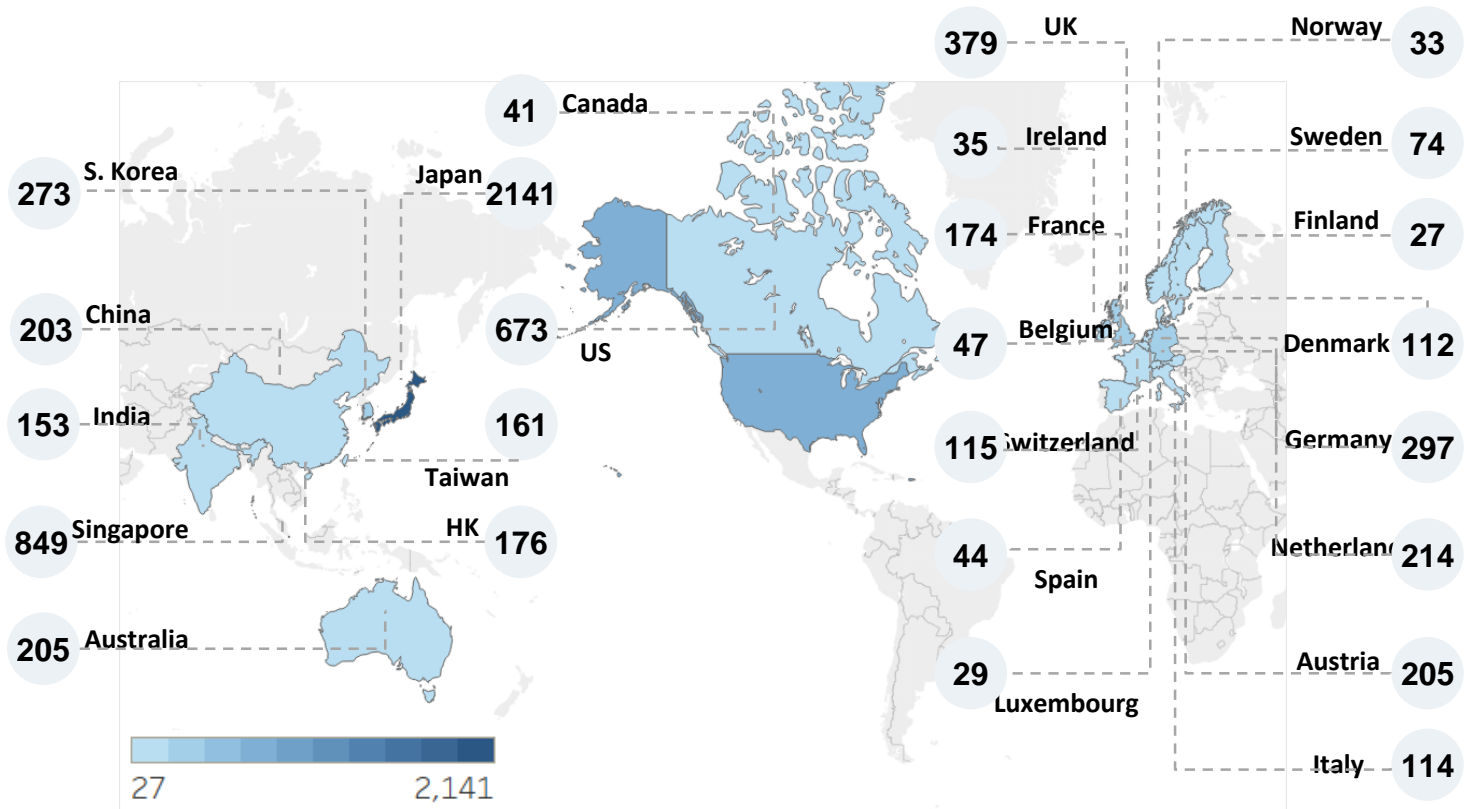 UK
379
Norway
33
41
Canada
35
Ireland
Sweden
74
S. Korea
273
Japan
2141
174
France
Finland
27
China
203
673
US
47
Belgium
Denmark
112
India
153
161
Taiwan
115
Switzerland
Germany
297
Singapore
849
HK
176
44
Spain
Netherland
214
Australia
205
29
Luxembourg
Austria
205
Italy
114
27
2,141